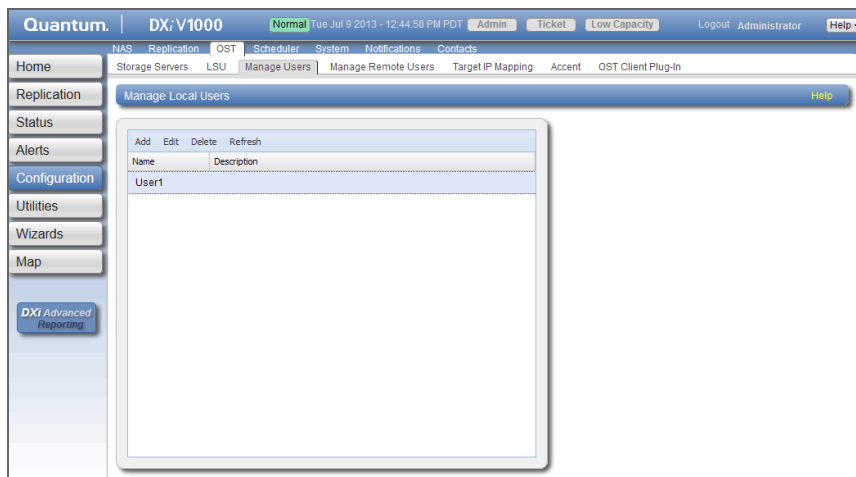 Quantum. DXi V1000 Normal Tue Jul 9 2013 - 12:44:58 PM PDT Admin Ticket Low Capacity Logout Administrator Help
NAS Replication OST Scheduler System Notifications Contacts
Storage Servers LSU Manage Users Manage Remote Users Target IP Mapping Accent OST Client Plug-In
Home
Replication
Status
Alerts
Configuration
Utilities
Wizards
Map
DXi Advanced
Reporting
Manage Local Users Help
Add Edit Delete Refresh
Name Description
User1